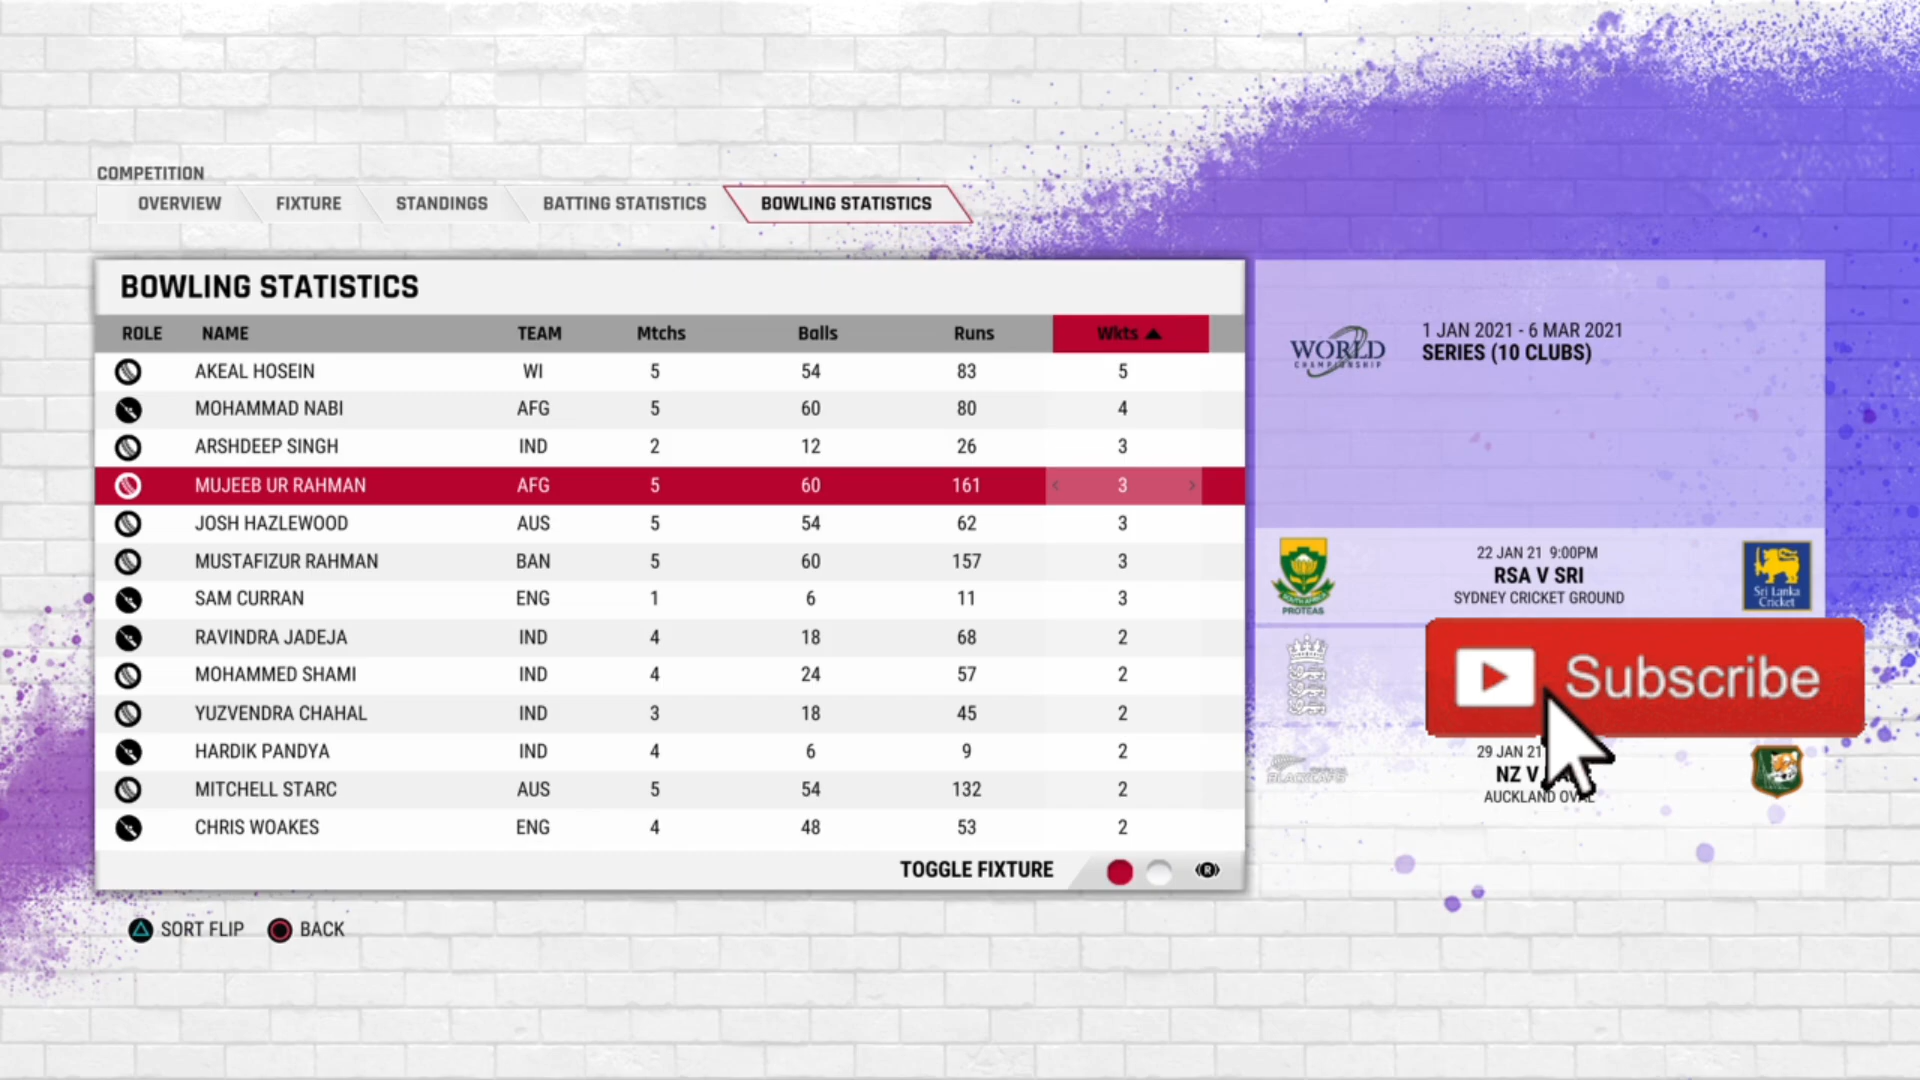 COMPETITION
OVERVIEW FIXTURE STANDINGS BATTING STATISTICS BOWLING STATISTICS
BOWLING STATISTICS
ROLE NAME TEAM Mtchs Balls Runs Wkts
AKEAL HOSEIN WI 5 54 83 5
MOHAMMAD NABI AFG 5 60 80 4
ARSHDEEP SINGH IND 2 12 26 3
MUJEEB UR RAHMAN AFG 5 60 161 3
JOSH HAZLEWOOD AUS 5 54 62 3
MUSTAFIZUR RAHMAN BAN 5 60 157 3
SAM CURRAN ENG 1 6 11 3
RAVINDRA JADEJA IND 4 18 68 2
MOHAMMED SHAMI IND 4 24 57 2
YUZVENDRA CHAHAL IND 3 18 45 2
HARDIK PANDYA IND 4 6 9 2
MITCHELL STARC AUS 5 54 132 2
CHRIS WOAKES ENG 4 48 53 2
TOGGLE FIXTURE R
SORT FLIP BACK
WORLD
CHAMPIONSHIP
1 JAN 2021 - 6 MAR 2021
SERIES (10 CLUBS)
SOUTH AFRICA
PROTEAS
22 JAN 21 9:00PM
RSA V SRI
SYDNEY CRICKET GROUND
Sri Lanka
Cricket
Subscribe
BLACKCAPS
29 JAN 21
NZ V
AUCKLAND OVAL